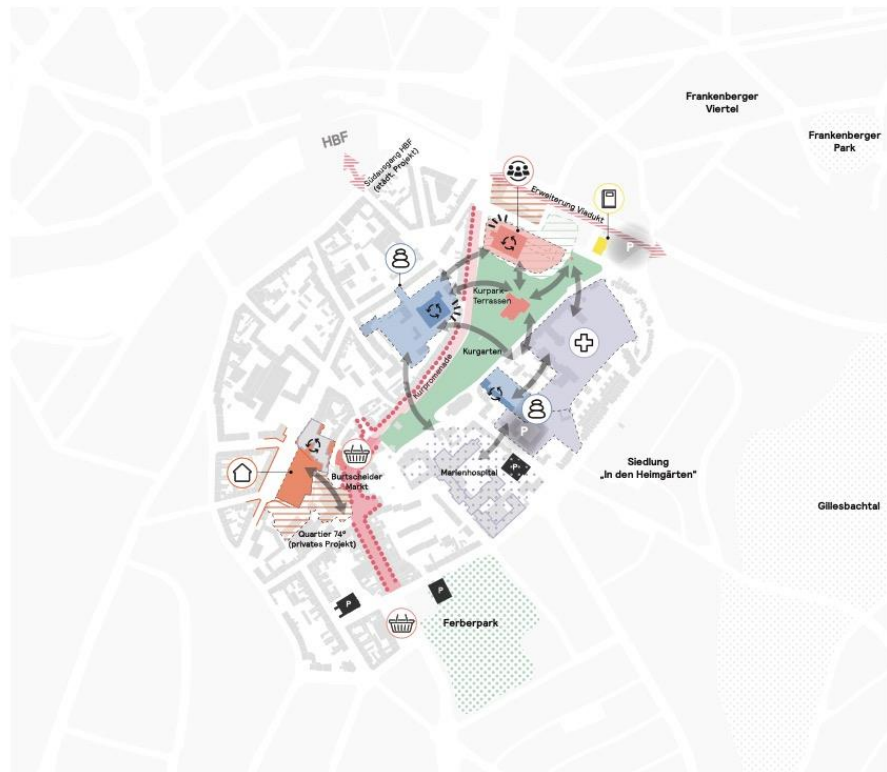 Frankenberger
Viertel
Frankenberger
Park
HBF
Südausgang HBF
(städt. Projekt)
Erweiterung Viadukt
P
Kurpark-
Terrassen
Kurgarten
Kurpromenade
P
Marienhospital
P
Siedlung
„In den Heimgärten“
Burtscheider
Markt
Gillesbachtal
Quartier 74°
(privates Projekt)
P
P
Ferberpark